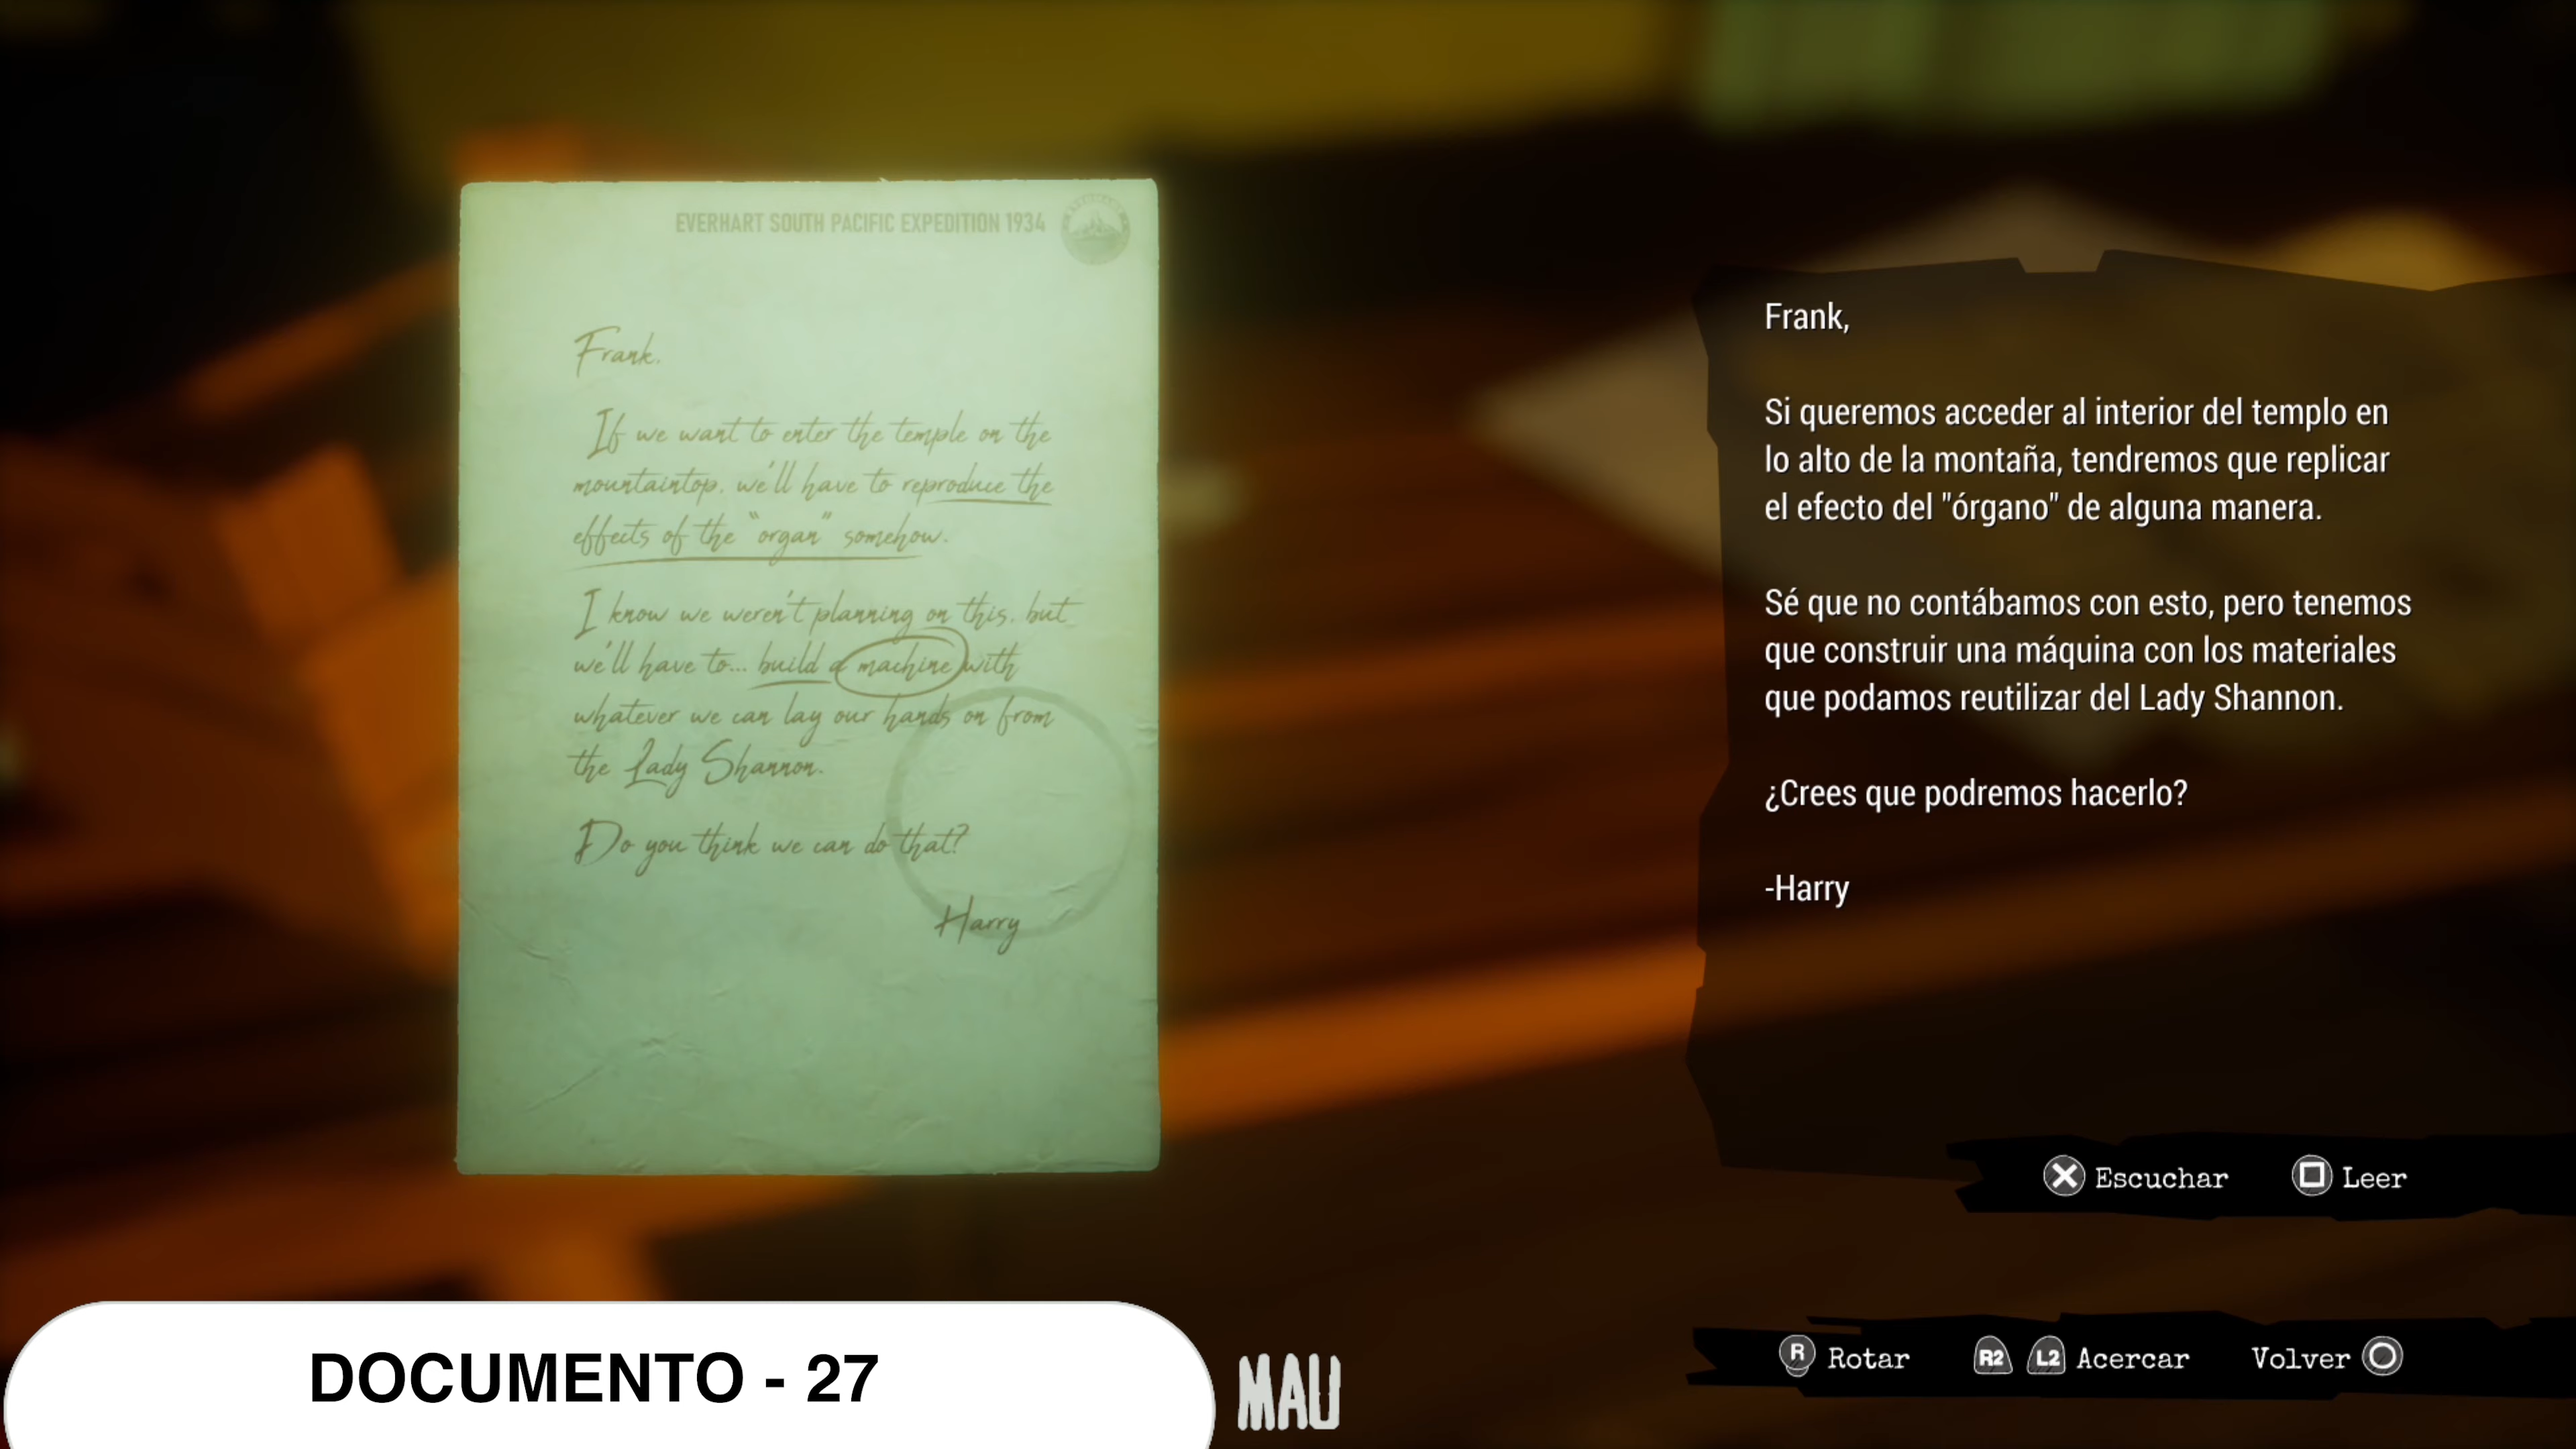 EVERHART SOUTH PACIFIC EXPEDITION 1934
Frank,
If we want to enter the temple on the
mountaintop, we'll have to reproduce the
effects of the "organ" somehow.
I know we weren't planning on this, but
we'll have to... build a machine with
whatever we can lay our hands on from
the Lady Shannon.
Do you think we can do that?
Harry
Frank,
Si queremos acceder al interior del templo en
lo alto de la montaña, tendremos que replicar
el efecto del "órgano" de alguna manera.
Sé que no contábamos con esto, pero tenemos
que construir una máquina con los materiales
que podamos reutilizar del Lady Shannon.
¿Crees que podremos hacerlo?
-Harry
Escuchar Leer
R Rotar R2 L2 Acercar Volver
DOCUMENTO - 27
MAU